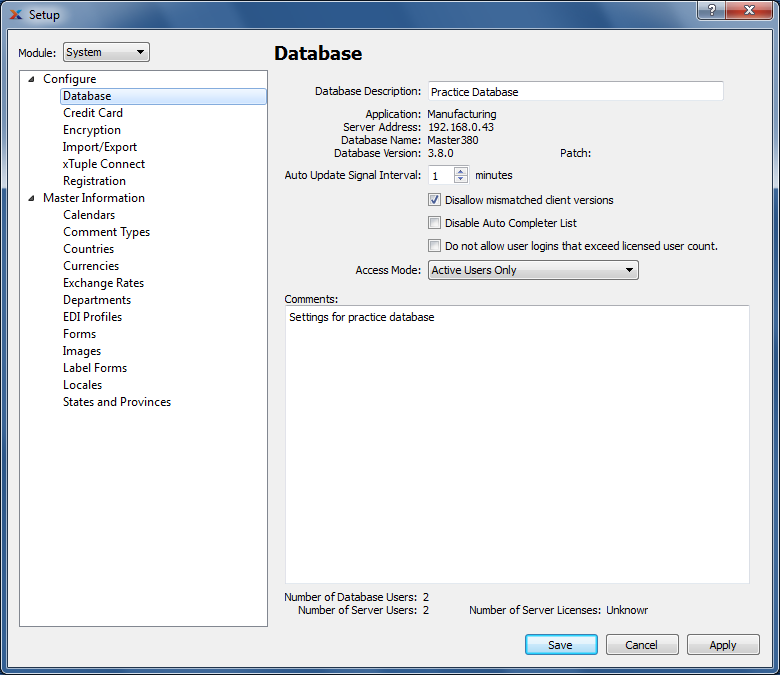 Setup
?
Module: System
Database
Configure
Database
Credit Card
Encryption
Import/Export
xTuple Connect
Registration
Master Information
Calendars
Comment Types
Countries
Currencies
Exchange Rates
Departments
EDI Profiles
Forms
Images
Label Forms
Locales
States and Provinces
Database Description: Practice Database
Application: Manufacturing
Server Address: 192.168.0.43
Database Name: Master380
Database Version: 3.8.0 Patch:
Auto Update Signal Interval: 1 minutes
Disallow mismatched client versions
Disable Auto Completer List
Do not allow user logins that exceed licensed user count.
Access Mode: Active Users Only
Comments:
Settings for practice database
Number of Database Users: 2
Number of Server Users: 2 Number of Server Licenses: Unknowr
Save Cancel Apply